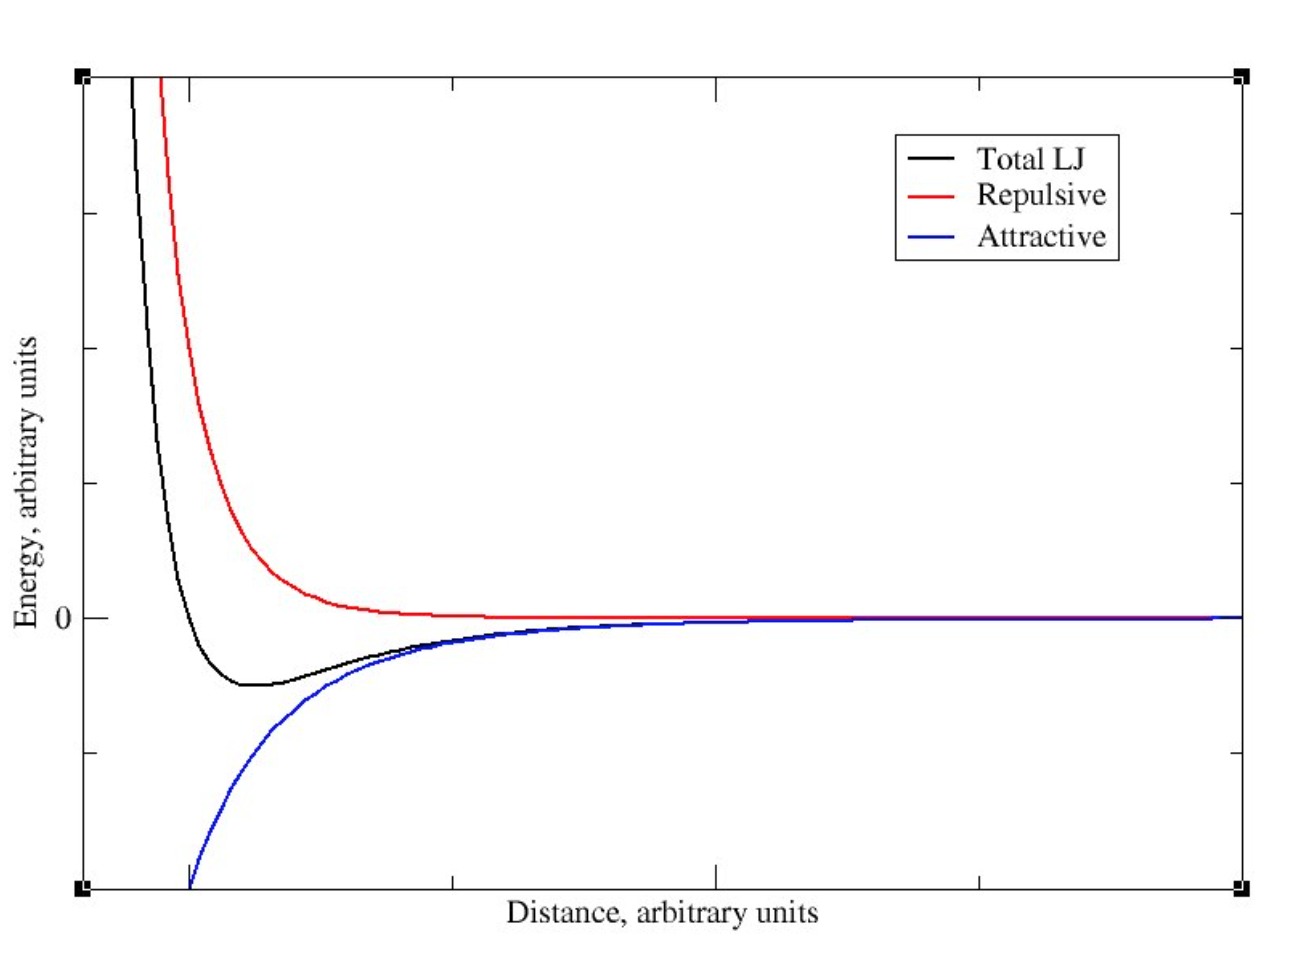 Total LJ
Repulsive
Attractive
Energy, arbitrary units
0
Distance, arbitrary units